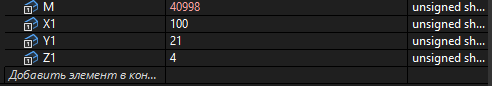 M 40998 unsigned sh...
X1 100 unsigned sh...
Y1 21 unsigned sh...
Z1 4 unsigned sh...
Добавить элемент в кон...